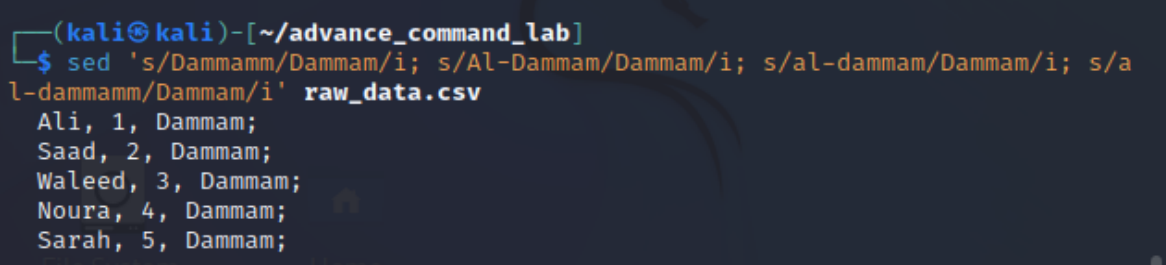 ┌──(kali㉿kali)-[~/advance_command_lab]
└─$ sed 's/Dammamm/Dammam/i; s/Al-Dammam/Dammam/i; s/al-dammam/Dammam/i; s/a
l-dammamm/Dammam/i' raw_data.csv
Ali, 1, Dammam;
Saad, 2, Dammam;
Waleed, 3, Dammam;
Noura, 4, Dammam;
Sarah, 5, Dammam;